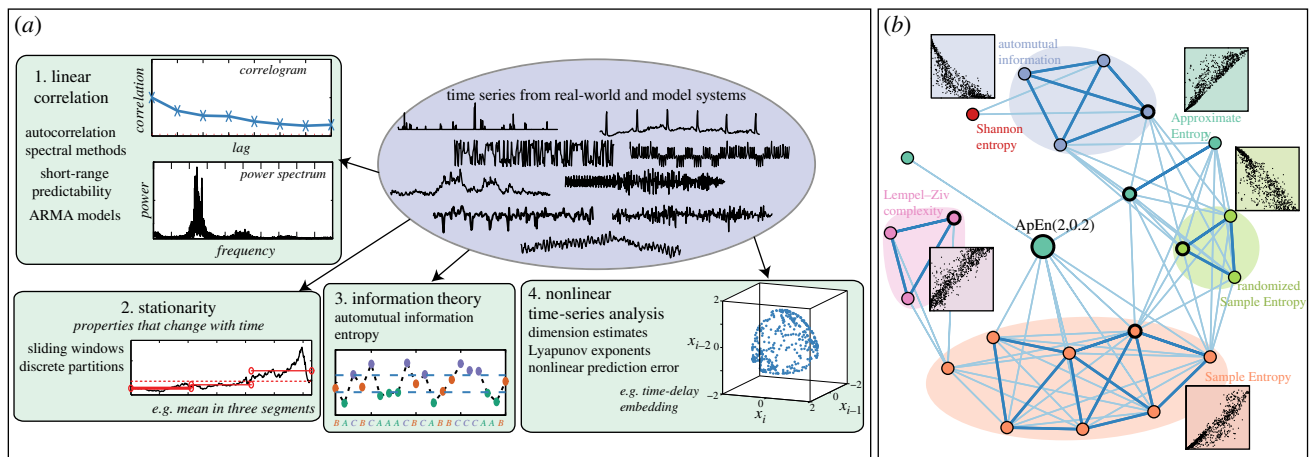 (a)
1. linear
correlation
autocorrelation
spectral methods
short-range
predictability
ARMA models
correlogram
correlation
lag
power spectrum
power
frequency
time series from real-world and model systems
2. stationarity
properties that change with time
sliding windows
discrete partitions
e.g. mean in three segments
3. information theory
automutual information
entropy
B A C B C A A A C B C A B B C C C A A B
4. nonlinear
time-series analysis
dimension estimates
Lyapunov exponents
nonlinear prediction error
e.g. time-delay
embedding
2
0
−2
x_{i−2}
−2
0
2
x_i
2
0
−2
x_{i−1}
(b)
automutual
information
Shannon
entropy
Approximate
Entropy
Lempel–Ziv
complexity
ApEn(2,0.2)
randomized
Sample Entropy
Sample Entropy